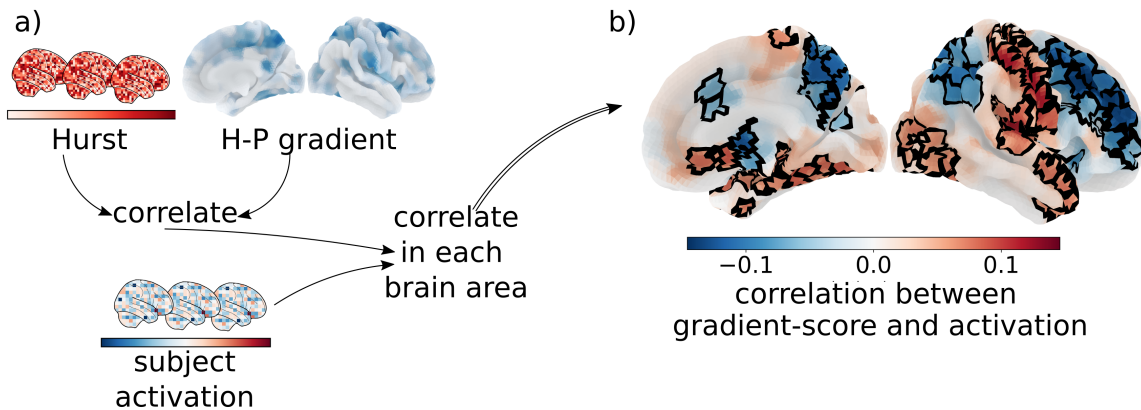 a)
Hurst
H-P gradient
correlate
subject
activation
correlate
in each
brain area
b)
−0.1 0.0 0.1
correlation between
gradient-score and activation